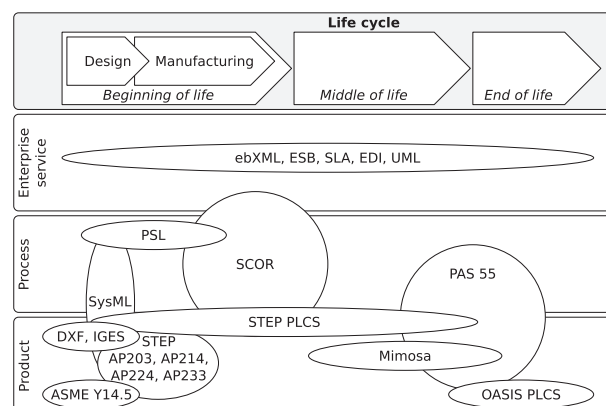 Life cycle
Design
Manufacturing
Beginning of life
Middle of life
End of life
Enterprise
service
ebXML, ESB, SLA, EDI, UML
Process
PSL
SCOR
PAS 55
SysML
STEP PLCS
Product
DXF, IGES
STEP
AP203, AP214,
AP224, AP233
Mimosa
ASME Y14.5
OASIS PLCS